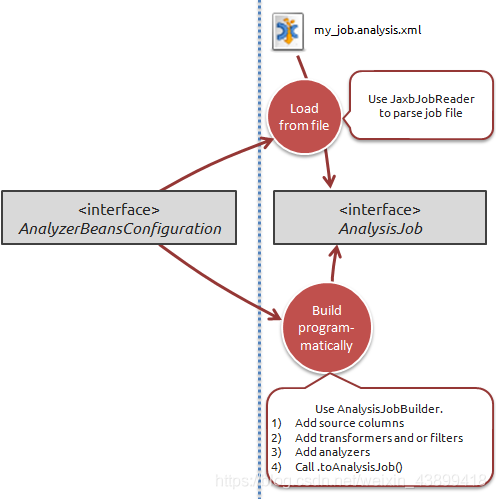 my_job.analysis.xml
Load
from file
Use JaxbJobReader
to parse job file
<interface>
AnalyzerBeansConfiguration
<interface>
AnalysisJob
Build
program-
matically
Use AnalysisJobBuilder.
1) Add source columns
2) Add transformers and or filters
3) Add analyzers
4) Call .toAnalysisJob()
https://blog.csdn.net/weixin_43899418